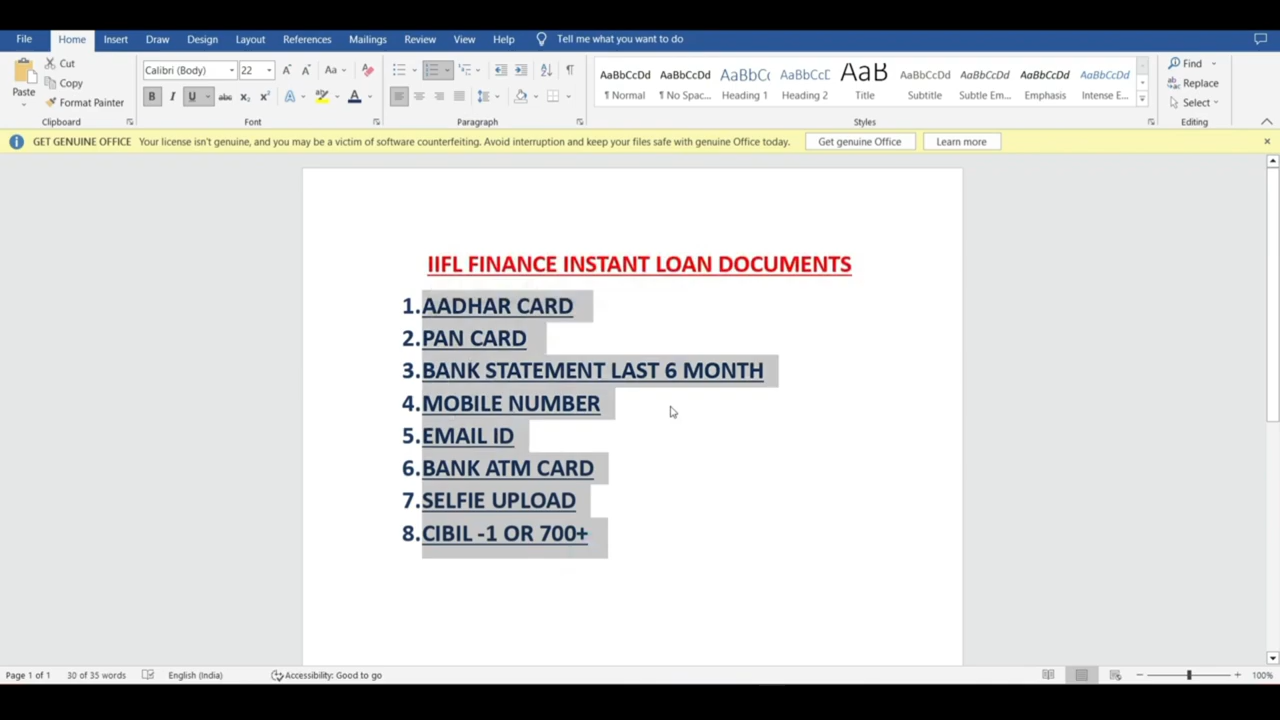 File Home Insert Draw Design Layout References Mailings Review View Help Tell me what you want to do
Paste
Cut
Copy
Format Painter
Clipboard
Calibri (Body) 22
Font
Paragraph
AaBbCcDd AaBbCcDd AaBbCc AaBbCcD AaB AaBbCcDd AaBbCcDd AaBbCcDd AaBbCcDd
¶ Normal ¶ No Spac... Heading 1 Heading 2 Title Subtitle Subtle Em... Emphasis Intense E...
Styles
Find
Replace
Select
Editing
GET GENUINE OFFICE Your license isn't genuine, and you may be a victim of software counterfeiting. Avoid interruption and keep your files safe with genuine Office today. Get genuine Office Learn more
IIFL FINANCE INSTANT LOAN DOCUMENTS
1. AADHAR CARD
2. PAN CARD
3. BANK STATEMENT LAST 6 MONTH
4. MOBILE NUMBER
5. EMAIL ID
6. BANK ATM CARD
7. SELFIE UPLOAD
8. CIBIL -1 OR 700+
Page 1 of 1 30 of 35 words English (India) Accessibility: Good to go 100%